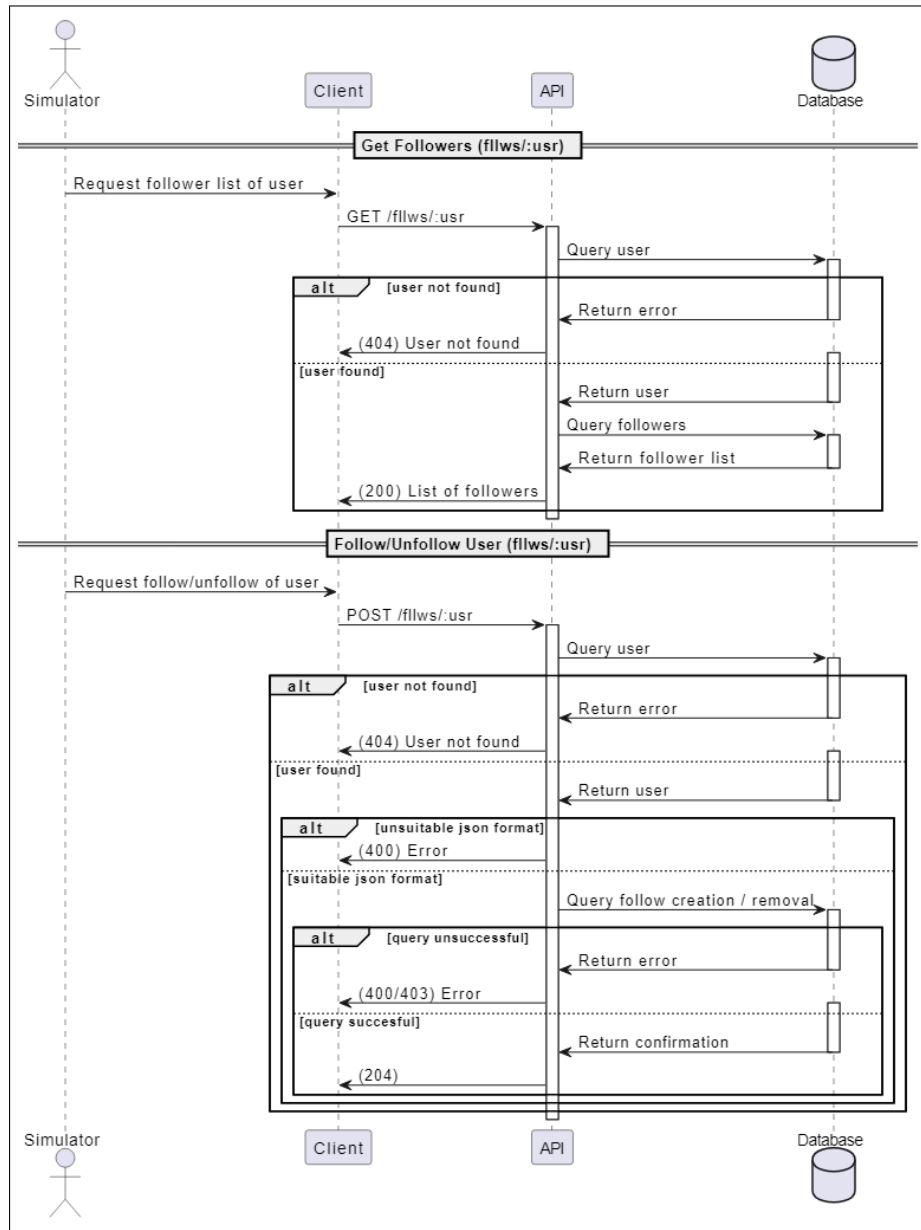 Simulator
Client
API
Database
Get Followers (fllws/:usr)
Request follower list of user
GET /fllws/:usr
Query user
alt [user not found]
Return error
(404) User not found
[user found]
Return user
Query followers
Return follower list
(200) List of followers
Follow/Unfollow User (fllws/:usr)
Request follow/unfollow of user
POST /fllws/:usr
Query user
alt [user not found]
Return error
(404) User not found
[user found]
Return user
alt [unsuitable json format]
(400) Error
[suitable json format]
Query follow creation / removal
alt [query unsuccessful]
Return error
(400/403) Error
[query succesful]
Return confirmation
(204)
Simulator
Client
API
Database